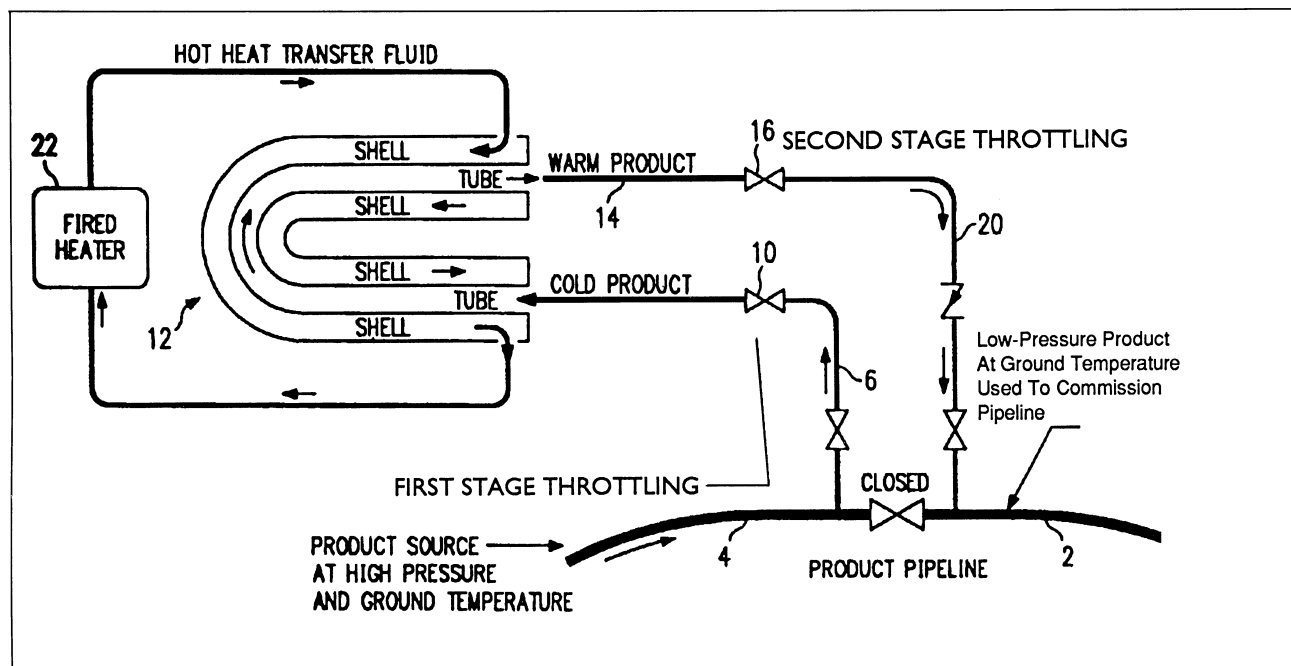 HOT HEAT TRANSFER FLUID
22
FIRED
HEATER
12
SHELL
TUBE
SHELL
SHELL
TUBE
SHELL
WARM PRODUCT
14
16
SECOND STAGE THROTTLING
20
COLD PRODUCT
10
6
Low-Pressure Product
At Ground Temperature
Used To Commission
Pipeline
FIRST STAGE THROTTLING
CLOSED
4
2
PRODUCT PIPELINE
PRODUCT SOURCE
AT HIGH PRESSURE
AND GROUND TEMPERATURE